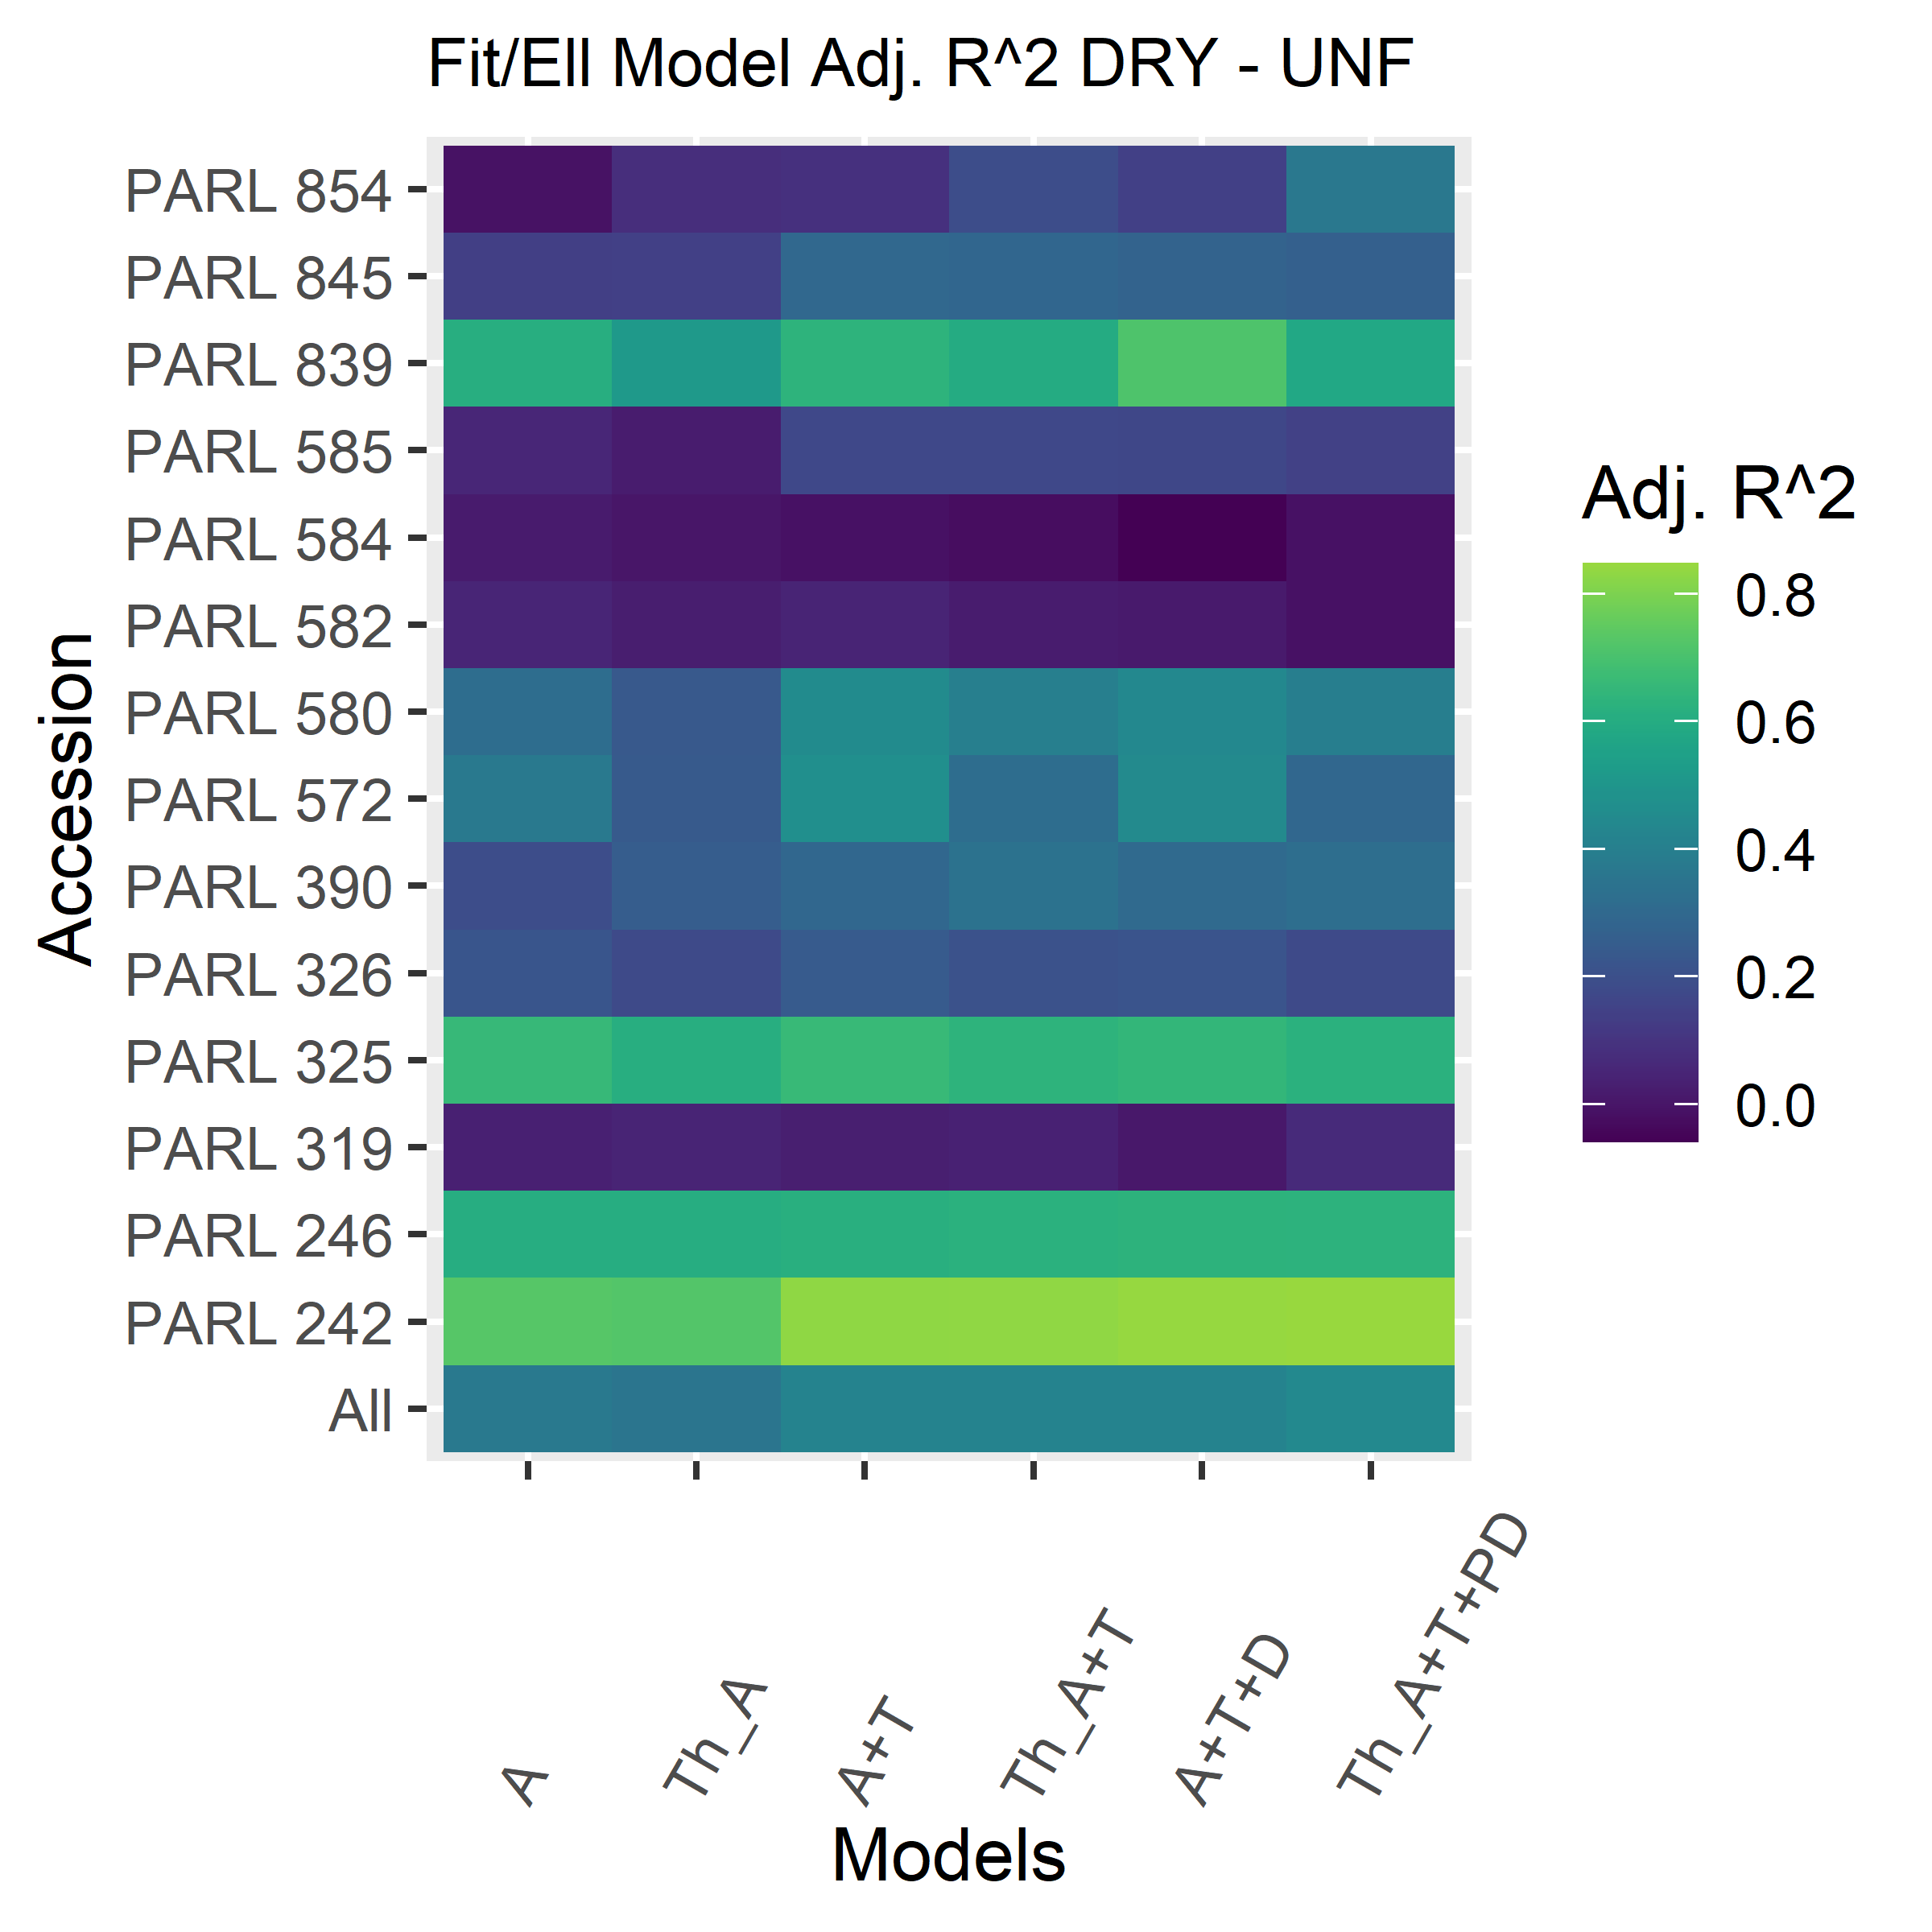 Fit/Ell Model Adj. R^2 DRY - UNF
Accession
PARL 854
PARL 845
PARL 839
PARL 585
PARL 584
PARL 582
PARL 580
PARL 572
PARL 390
PARL 326
PARL 325
PARL 319
PARL 246
PARL 242
All
A
Th_A
A+T
Th_A+T
A+T+D
Th_A+T+PD
Models
Adj. R^2
0.8
0.6
0.4
0.2
0.0